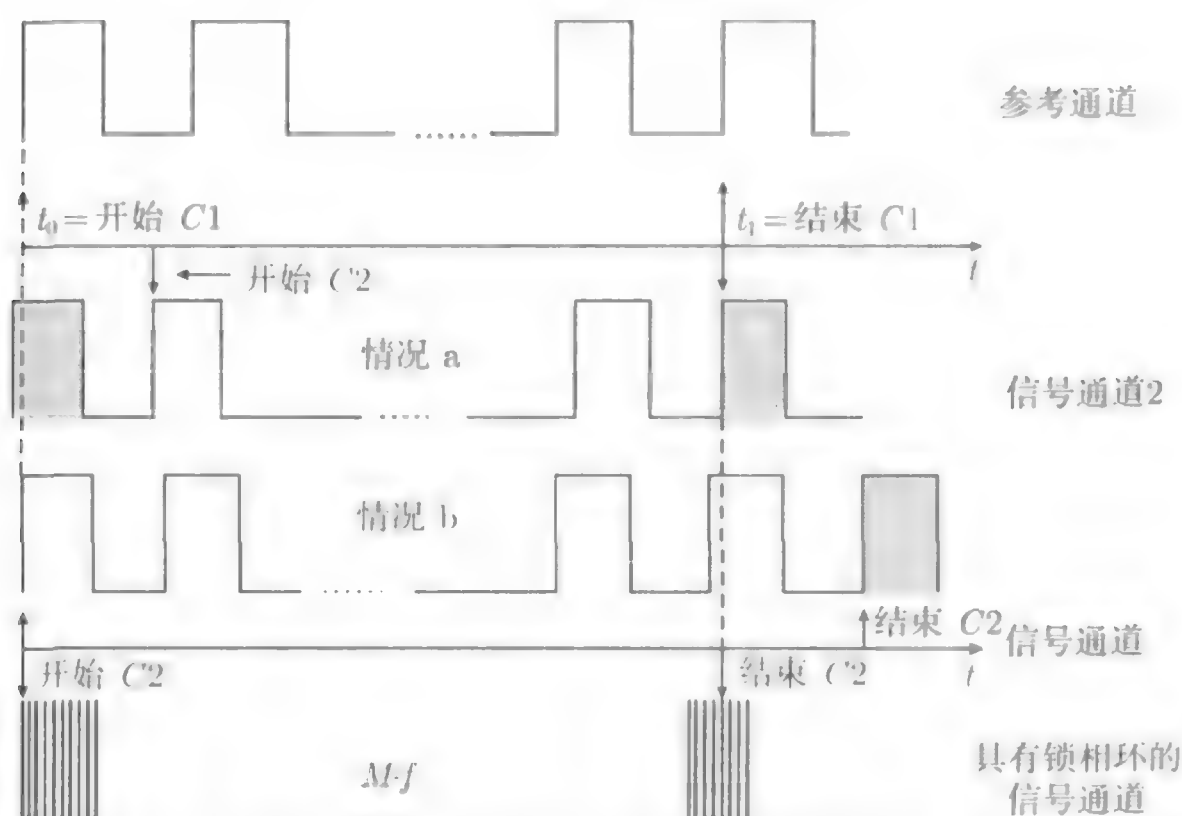 参考通道
t₀=开始 C1
t₁=结束 C1
t
开始 C2
情况 a
信号通道2
情况 b
结束 C2
信号通道
开始 C2
结束 C2
t
M·f
具有锁相环的
信号通道